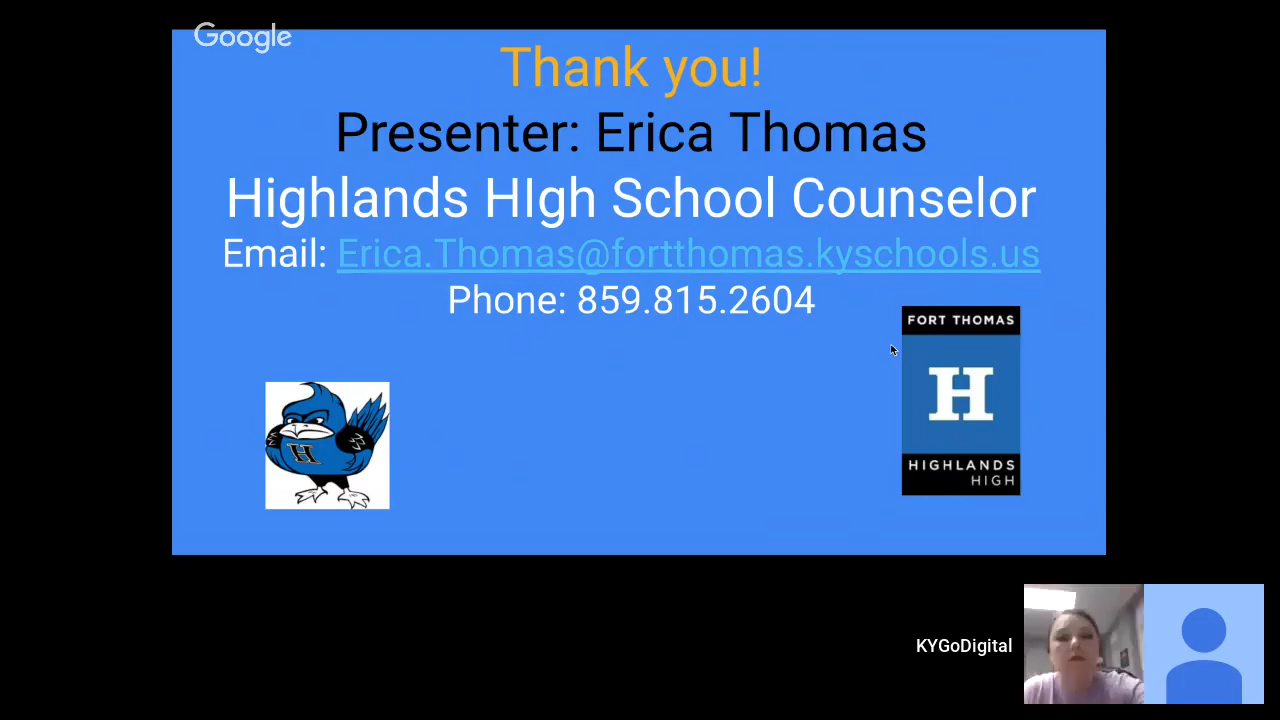 Google
Thank you!
Presenter: Erica Thomas
Highlands HIgh School Counselor
Email: Erica.Thomas@fortthomas.kyschools.us
Phone: 859.815.2604
FORT THOMAS
H
HIGHLANDS
HIGH
H
KYGoDigital